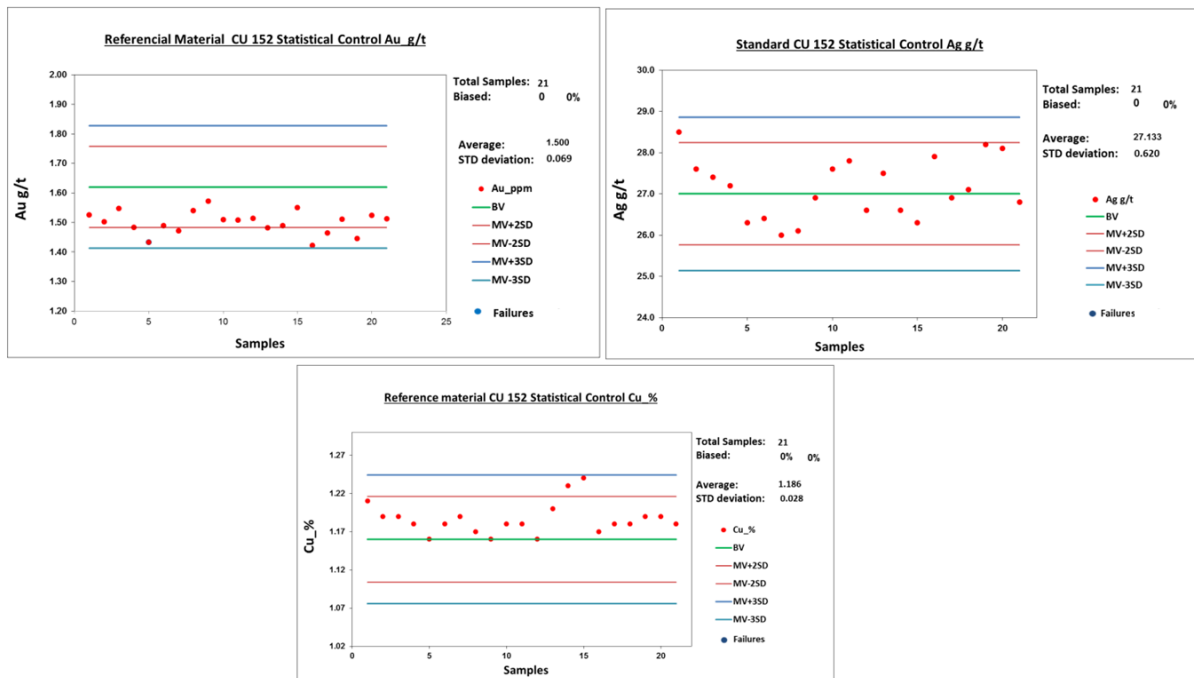 Referencial Material CU 152 Statistical Control Au_g/t
2.00
1.90
1.80
1.70
1.60
1.50
1.40
1.30
1.20
Au g/t
0 5 10 15 20 25
Samples
Total Samples: 21
Biased: 0 0%
Average: 1.500
STD deviation: 0.069
Au_ppm
BV
MV+2SD
MV-2SD
MV+3SD
MV-3SD
Failures
Standard CU 152 Statistical Control Ag g/t
30.0
29.0
28.0
27.0
26.0
25.0
24.0
Ag g/t
0 5 10 15 20
Samples
Total Samples: 21
Biased: 0 0%
Average: 27.133
STD deviation: 0.620
Ag g/t
BV
MV+2SD
MV-2SD
MV+3SD
MV-3SD
Failures
Reference material CU 152 Statistical Control Cu_%
1.27
1.22
1.17
1.12
1.07
1.02
Cu_%
0 5 10 15 20
Samples
Total Samples: 21
Biased: 0% 0%
Average: 1.186
STD deviation: 0.028
Cu_%
BV
MV+2SD
MV-2SD
MV+3SD
MV-3SD
Failures